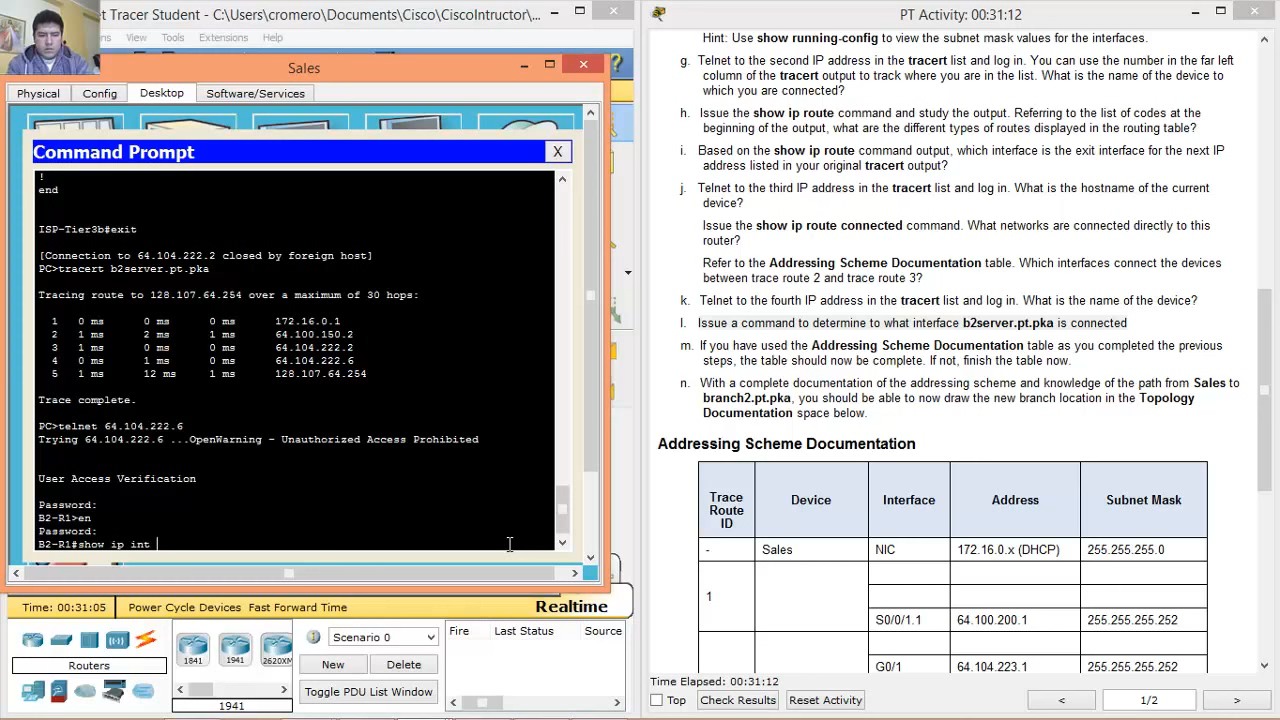 et Tracer Student - C:\Users\cromero\Documents\Cisco\CiscoIntructor\...
ns View Tools Extensions Help
Sales
Physical Config Desktop Software/Services
Command Prompt X
!
end
ISP-Tier3b#exit
[Connection to 64.104.222.2 closed by foreign host]
PC>tracert b2server.pt.pka
Tracing route to 128.107.64.254 over a maximum of 30 hops:
1 0 ms 0 ms 0 ms 172.16.0.1
2 1 ms 2 ms 1 ms 64.100.150.2
3 0 ms 0 ms 0 ms 64.104.222.2
4 0 ms 1 ms 0 ms 64.104.222.6
5 1 ms 12 ms 1 ms 128.107.64.254
Trace complete.
PC>telnet 64.104.222.6
Trying 64.104.222.6 ...OpenWarning - Unauthorized Access Prohibited
User Access Verification
Password:
B2-R1>en
Password:
B2-R1#show ip int
Time: 00:31:05 Power Cycle Devices Fast Forward Time Realtime
1841 1941 2620XM
Routers
1941
Scenario 0
New Delete
Toggle PDU List Window
Fire Last Status Source
PT Activity: 00:31:12
Hint: Use show running-config to view the subnet mask values for the interfaces.
g. Telnet to the second IP address in the tracert list and log in. You can use the number in the far left
column of the tracert output to track where you are in the list. What is the name of the device to
which you are connected?
h. Issue the show ip route command and study the output. Referring to the list of codes at the
beginning of the output, what are the different types of routes displayed in the routing table?
i. Based on the show ip route command output, which interface is the exit interface for the next IP
address listed in your original tracert output?
j. Telnet to the third IP address in the tracert list and log in. What is the hostname of the current
device?
Issue the show ip route connected command. What networks are connected directly to this
router?
Refer to the Addressing Scheme Documentation table. Which interfaces connect the devices
between trace route 2 and trace route 3?
k. Telnet to the fourth IP address in the tracert list and log in. What is the name of the device?
l. Issue a command to determine to what interface b2server.pt.pka is connected
m. If you have used the Addressing Scheme Documentation table as you completed the previous
steps, the table should now be complete. If not, finish the table now.
n. With a complete documentation of the addressing scheme and knowledge of the path from Sales to
branch2.pt.pka, you should be able to now draw the new branch location in the Topology
Documentation space below.
Addressing Scheme Documentation
Trace Route ID Device Interface Address Subnet Mask
- Sales NIC 172.16.0.x (DHCP) 255.255.255.0
1
S0/0/1.1 64.100.200.1 255.255.255.252
G0/1 64.104.223.1 255.255.255.252
Time Elapsed: 00:31:12
Top Check Results Reset Activity < 1/2 >